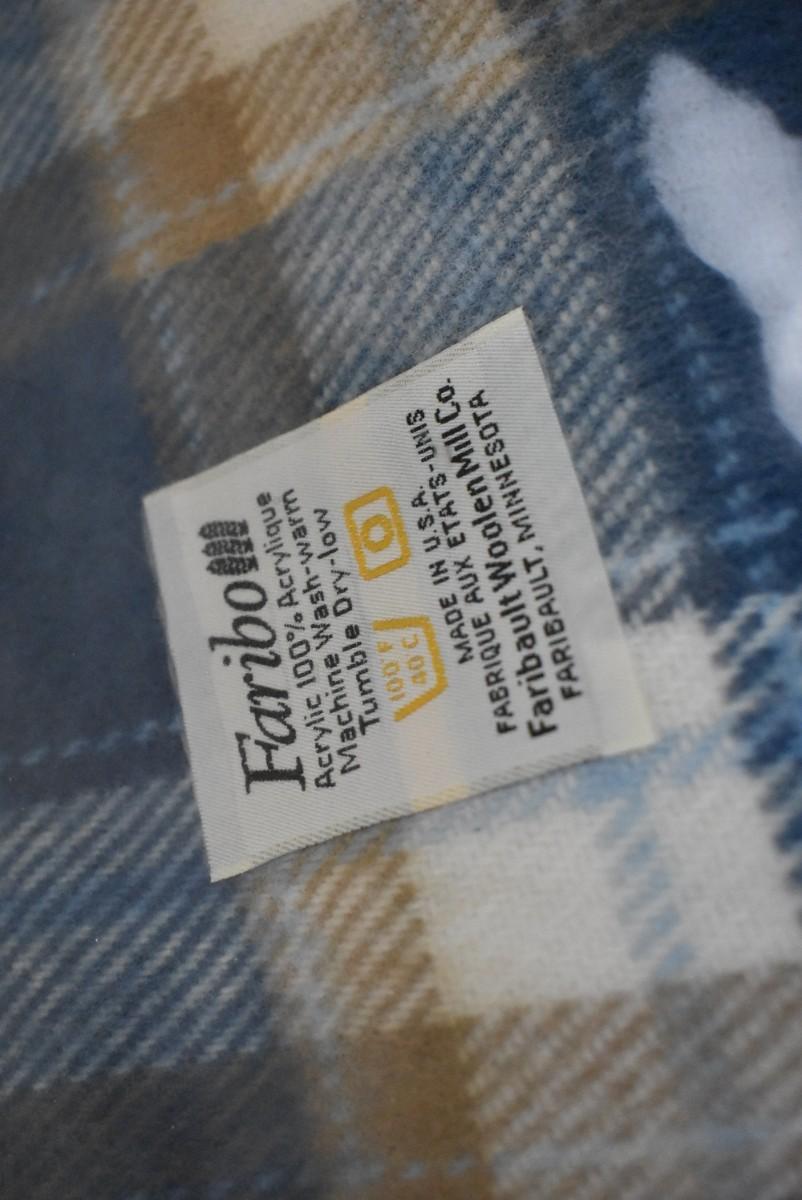 Faribo
Acrylic 100% Acrylique
Machine Wash-warm
Tumble Dry-low
100°F
40 C
MADE IN U.S.A.
FABRIQUE AUX ETATS-UNIS
Faribault Woolen Mill Co.
FARIBAULT, MINNESOTA